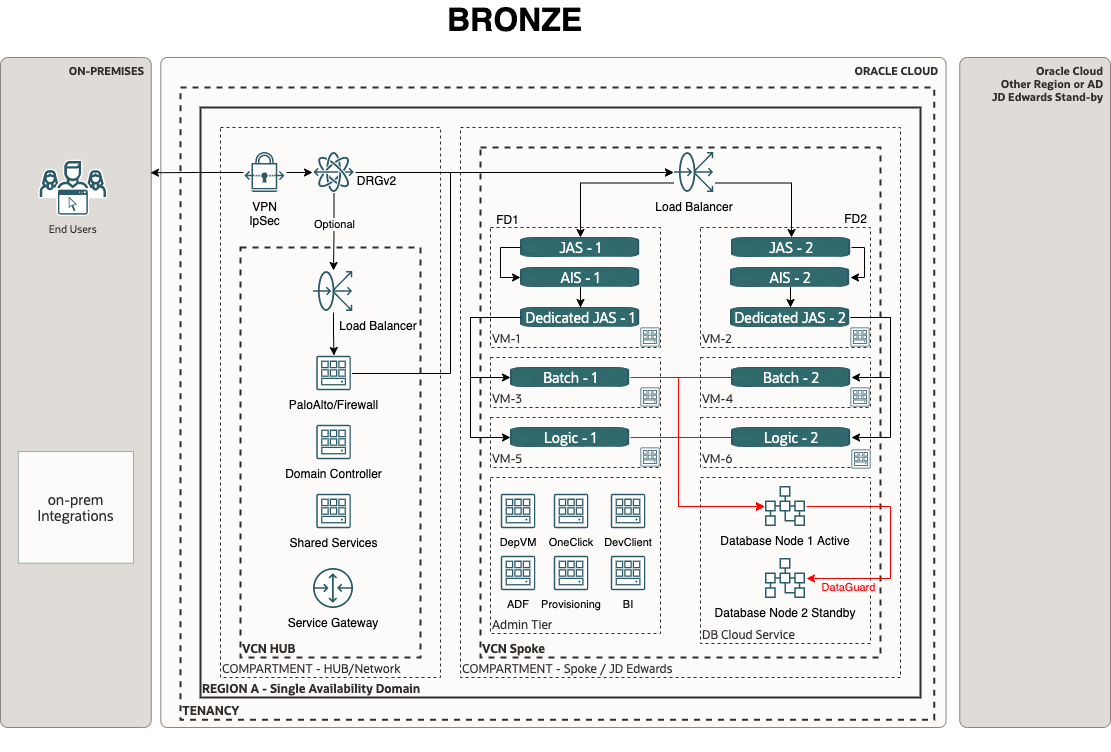 BRONZE
ON-PREMISES
End Users
on-prem
Integrations
ORACLE CLOUD
VPN
IpSec
DRGv2
Optional
Load Balancer
PaloAlto/Firewall
Domain Controller
Shared Services
Service Gateway
VCN HUB
COMPARTMENT - HUB/Network
Load Balancer
FD1
JAS - 1
AIS - 1
Dedicated JAS - 1
VM-1
FD2
JAS - 2
AIS - 2
Dedicated JAS - 2
VM-2
Batch - 1
VM-3
Batch - 2
VM-4
Logic - 1
VM-5
Logic - 2
VM-6
DepVM
OneClick
DevClient
ADF
Provisioning
BI
Admin Tier
Database Node 1 Active
DataGuard
Database Node 2 Standby
DB Cloud Service
VCN Spoke
COMPARTMENT - Spoke / JD Edwards
REGION A - Single Availability Domain
TENANCY
Oracle Cloud
Other Region or AD
JD Edwards Stand-by